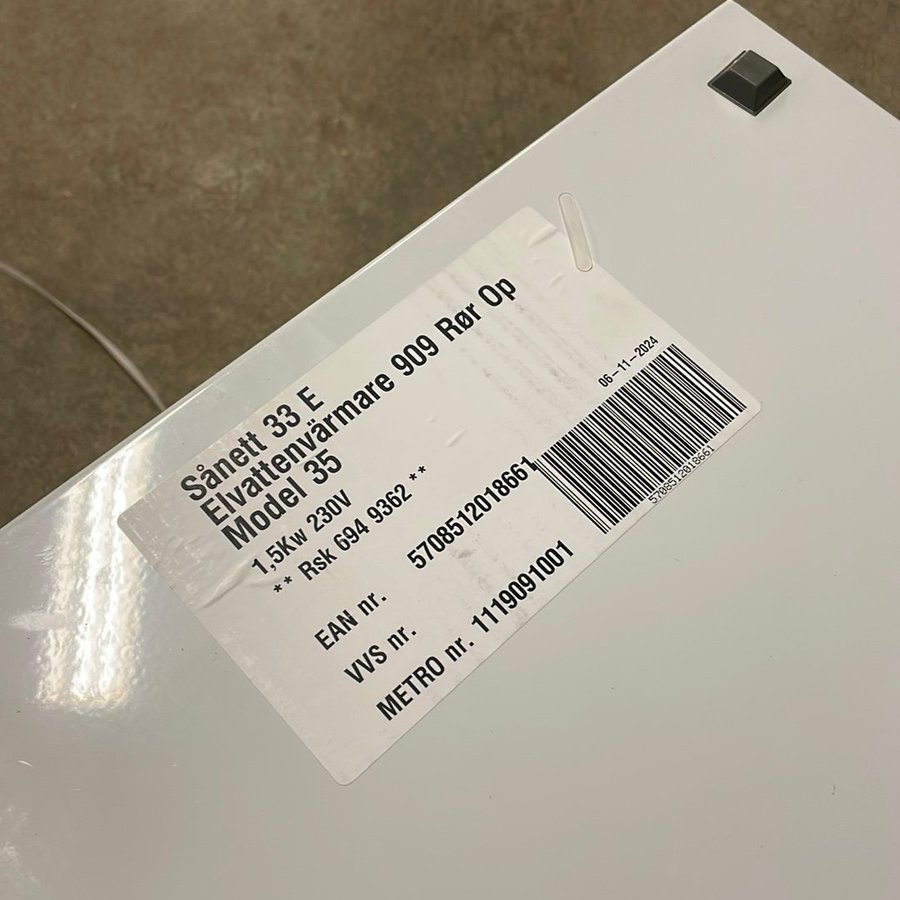 Sånett 33 E
Elvattenvärmare 909 Rør Op
Model 35
1,5Kw 230V
** Rsk 694 9362 **
06-11-2024
EAN nr. 5708512018661
5708512018661
VVS nr.
METRO nr. 1119091001